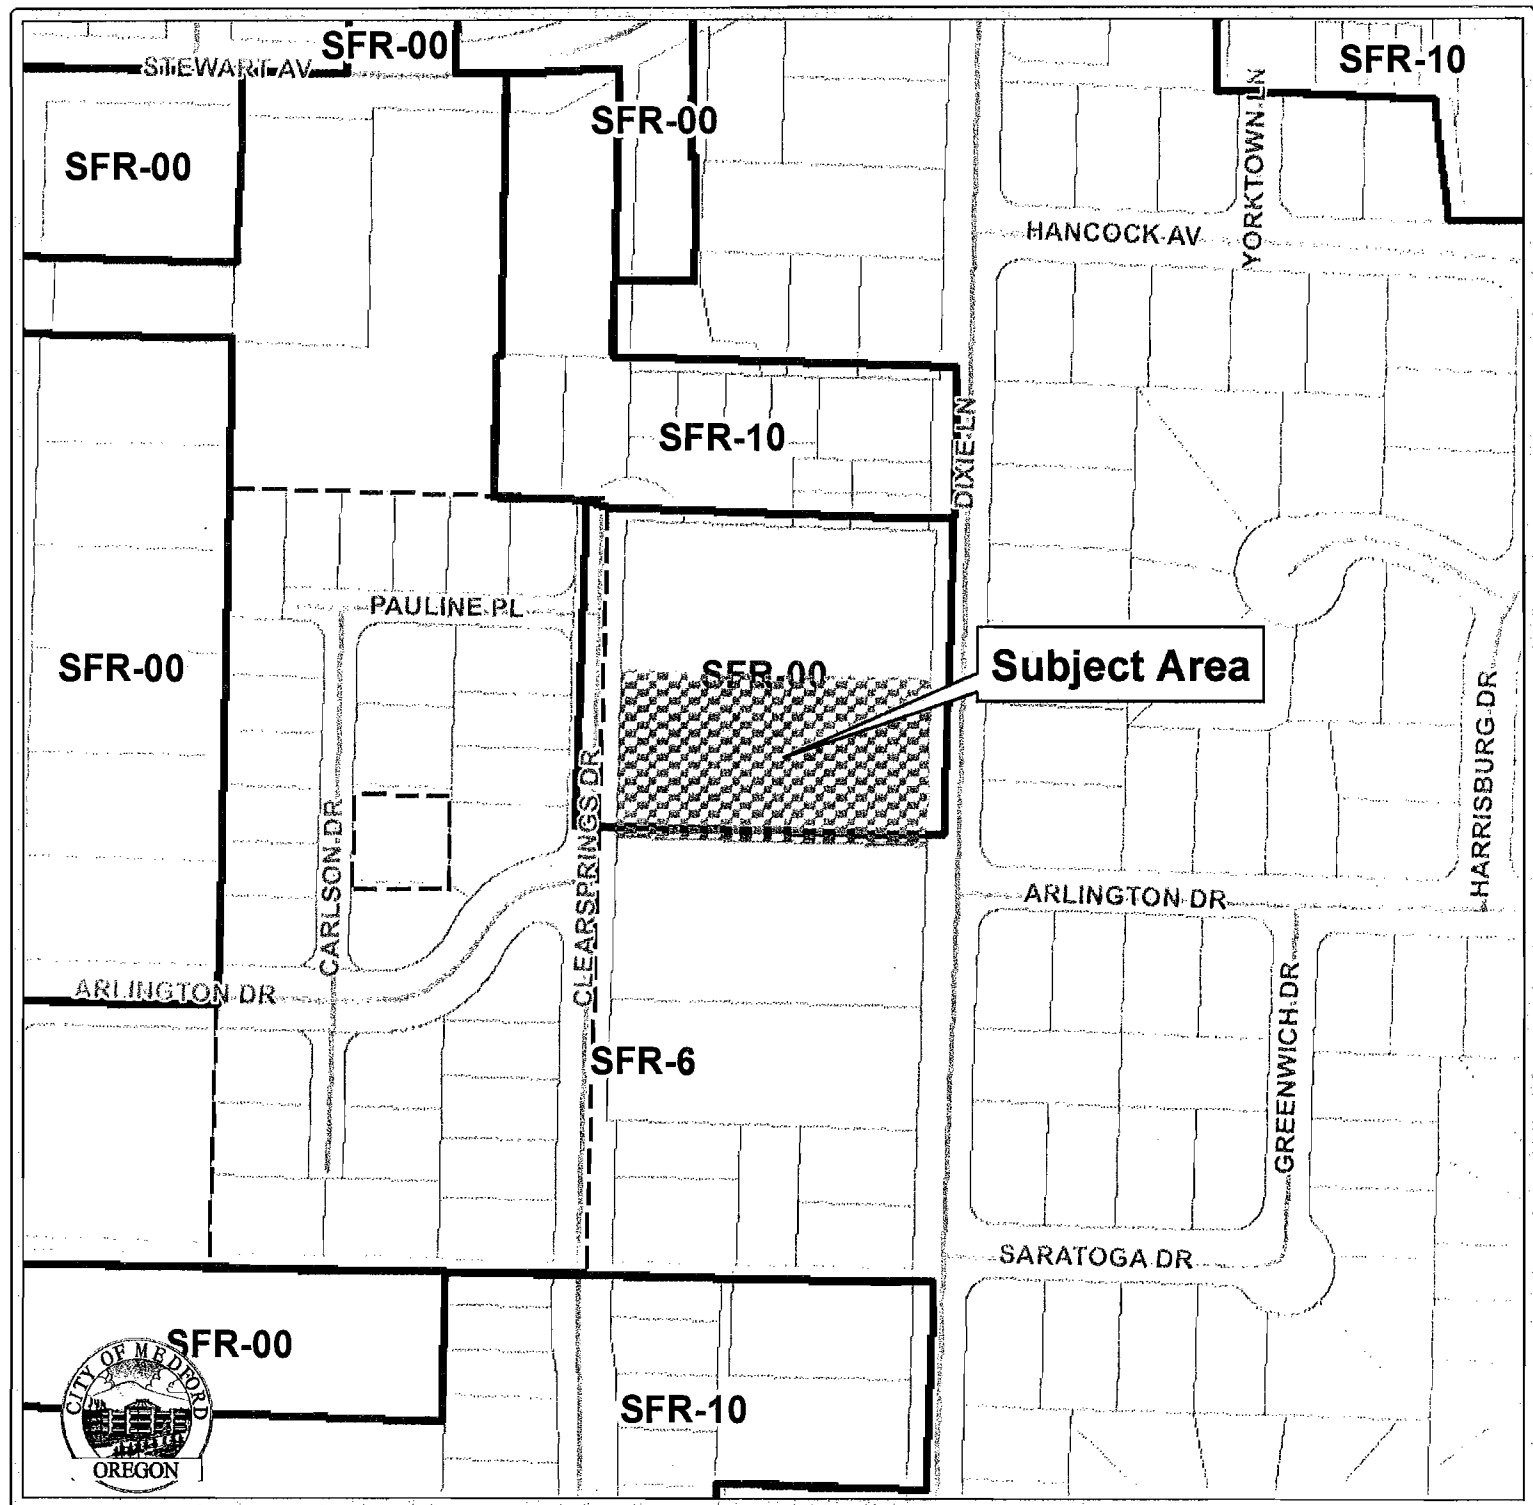 SFR-00
STEWART AV
SFR-10
SFR-00
SFR-00
YORKTOWN LN
HANCOCK AV
SFR-10
DIXIE LN
PAULINE PL
SFR-00
SFR-00
Subject Area
HARRISBURG DR
CARLSON DR
CLEARSPRINGS DR
ARLINGTON DR
ARLINGTON DR
GREENWICH DR
SFR-6
SARATOGA DR
SFR-00
SFR-10
CITY OF MEDFORD
OREGON